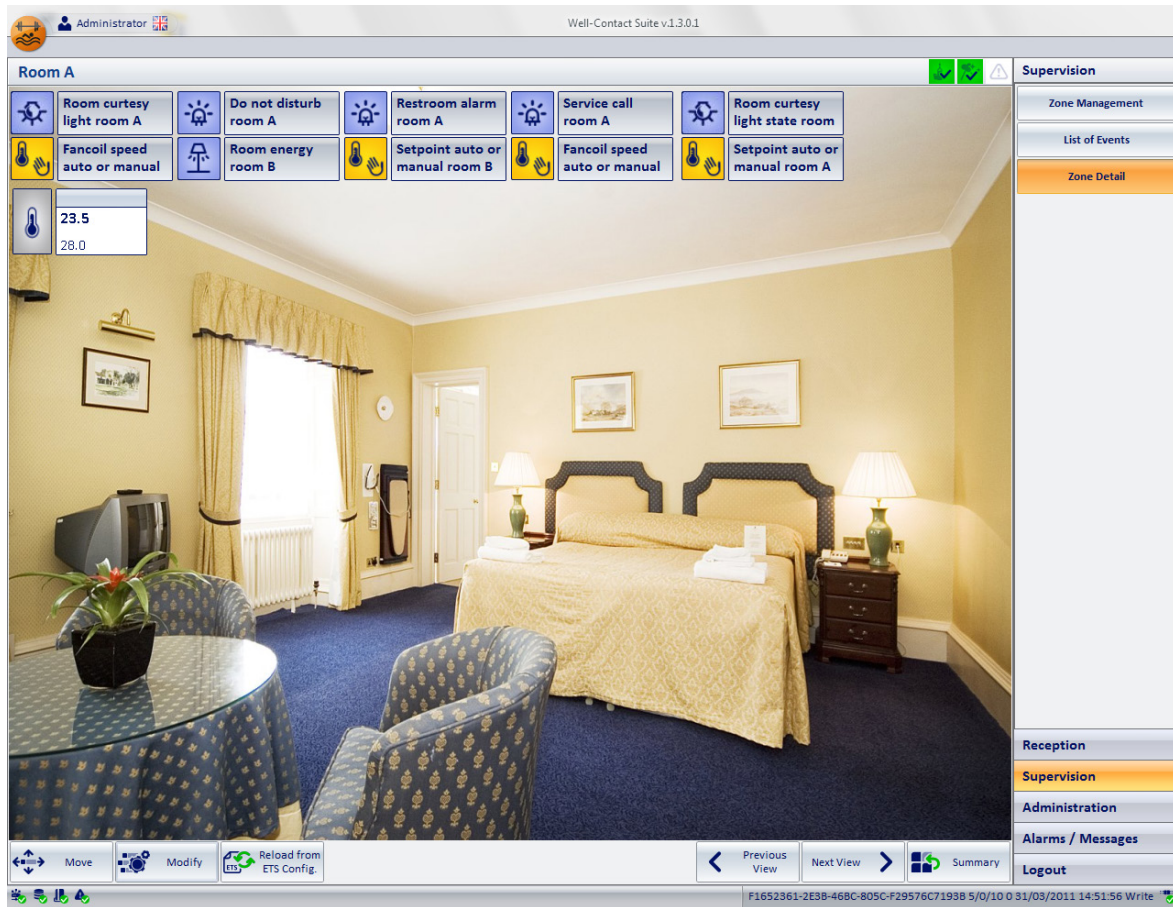 Administrator
Well-Contact Suite v.1.3.0.1
Room A
Supervision
Room curtesy
light room A
Do not disturb
room A
Restroom alarm
room A
Service call
room A
Room curtesy
light state room
Fancoil speed
auto or manual
Room energy
room B
Setpoint auto or
manual room B
Fancoil speed
auto or manual
Setpoint auto or
manual room A
23.5
28.0
Zone Management
List of Events
Zone Detail
Reception
Supervision
Administration
Alarms / Messages
Logout
Move
Modify
ETS
Reload from
ETS Config.
Previous
View
Next View
Summary
F1652361-2E3B-46BC-805C-F29576C7193B 5/0/10 0 31/03/2011 14:51:56 Write